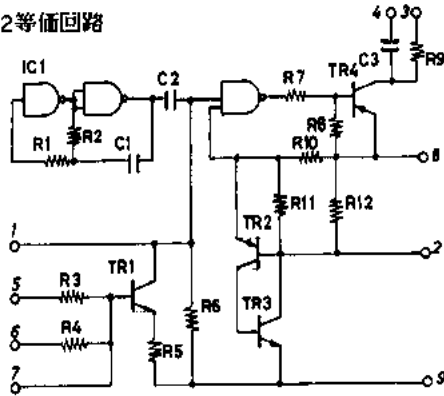 2等価回路
4 3
IC1
C2
C3
R9
R7
TR4
R2
R8
R1
C1
R10
8
R11
R12
TR2
1
2
TR1
5
R3
R6
TR3
6
R4
R5
7
9